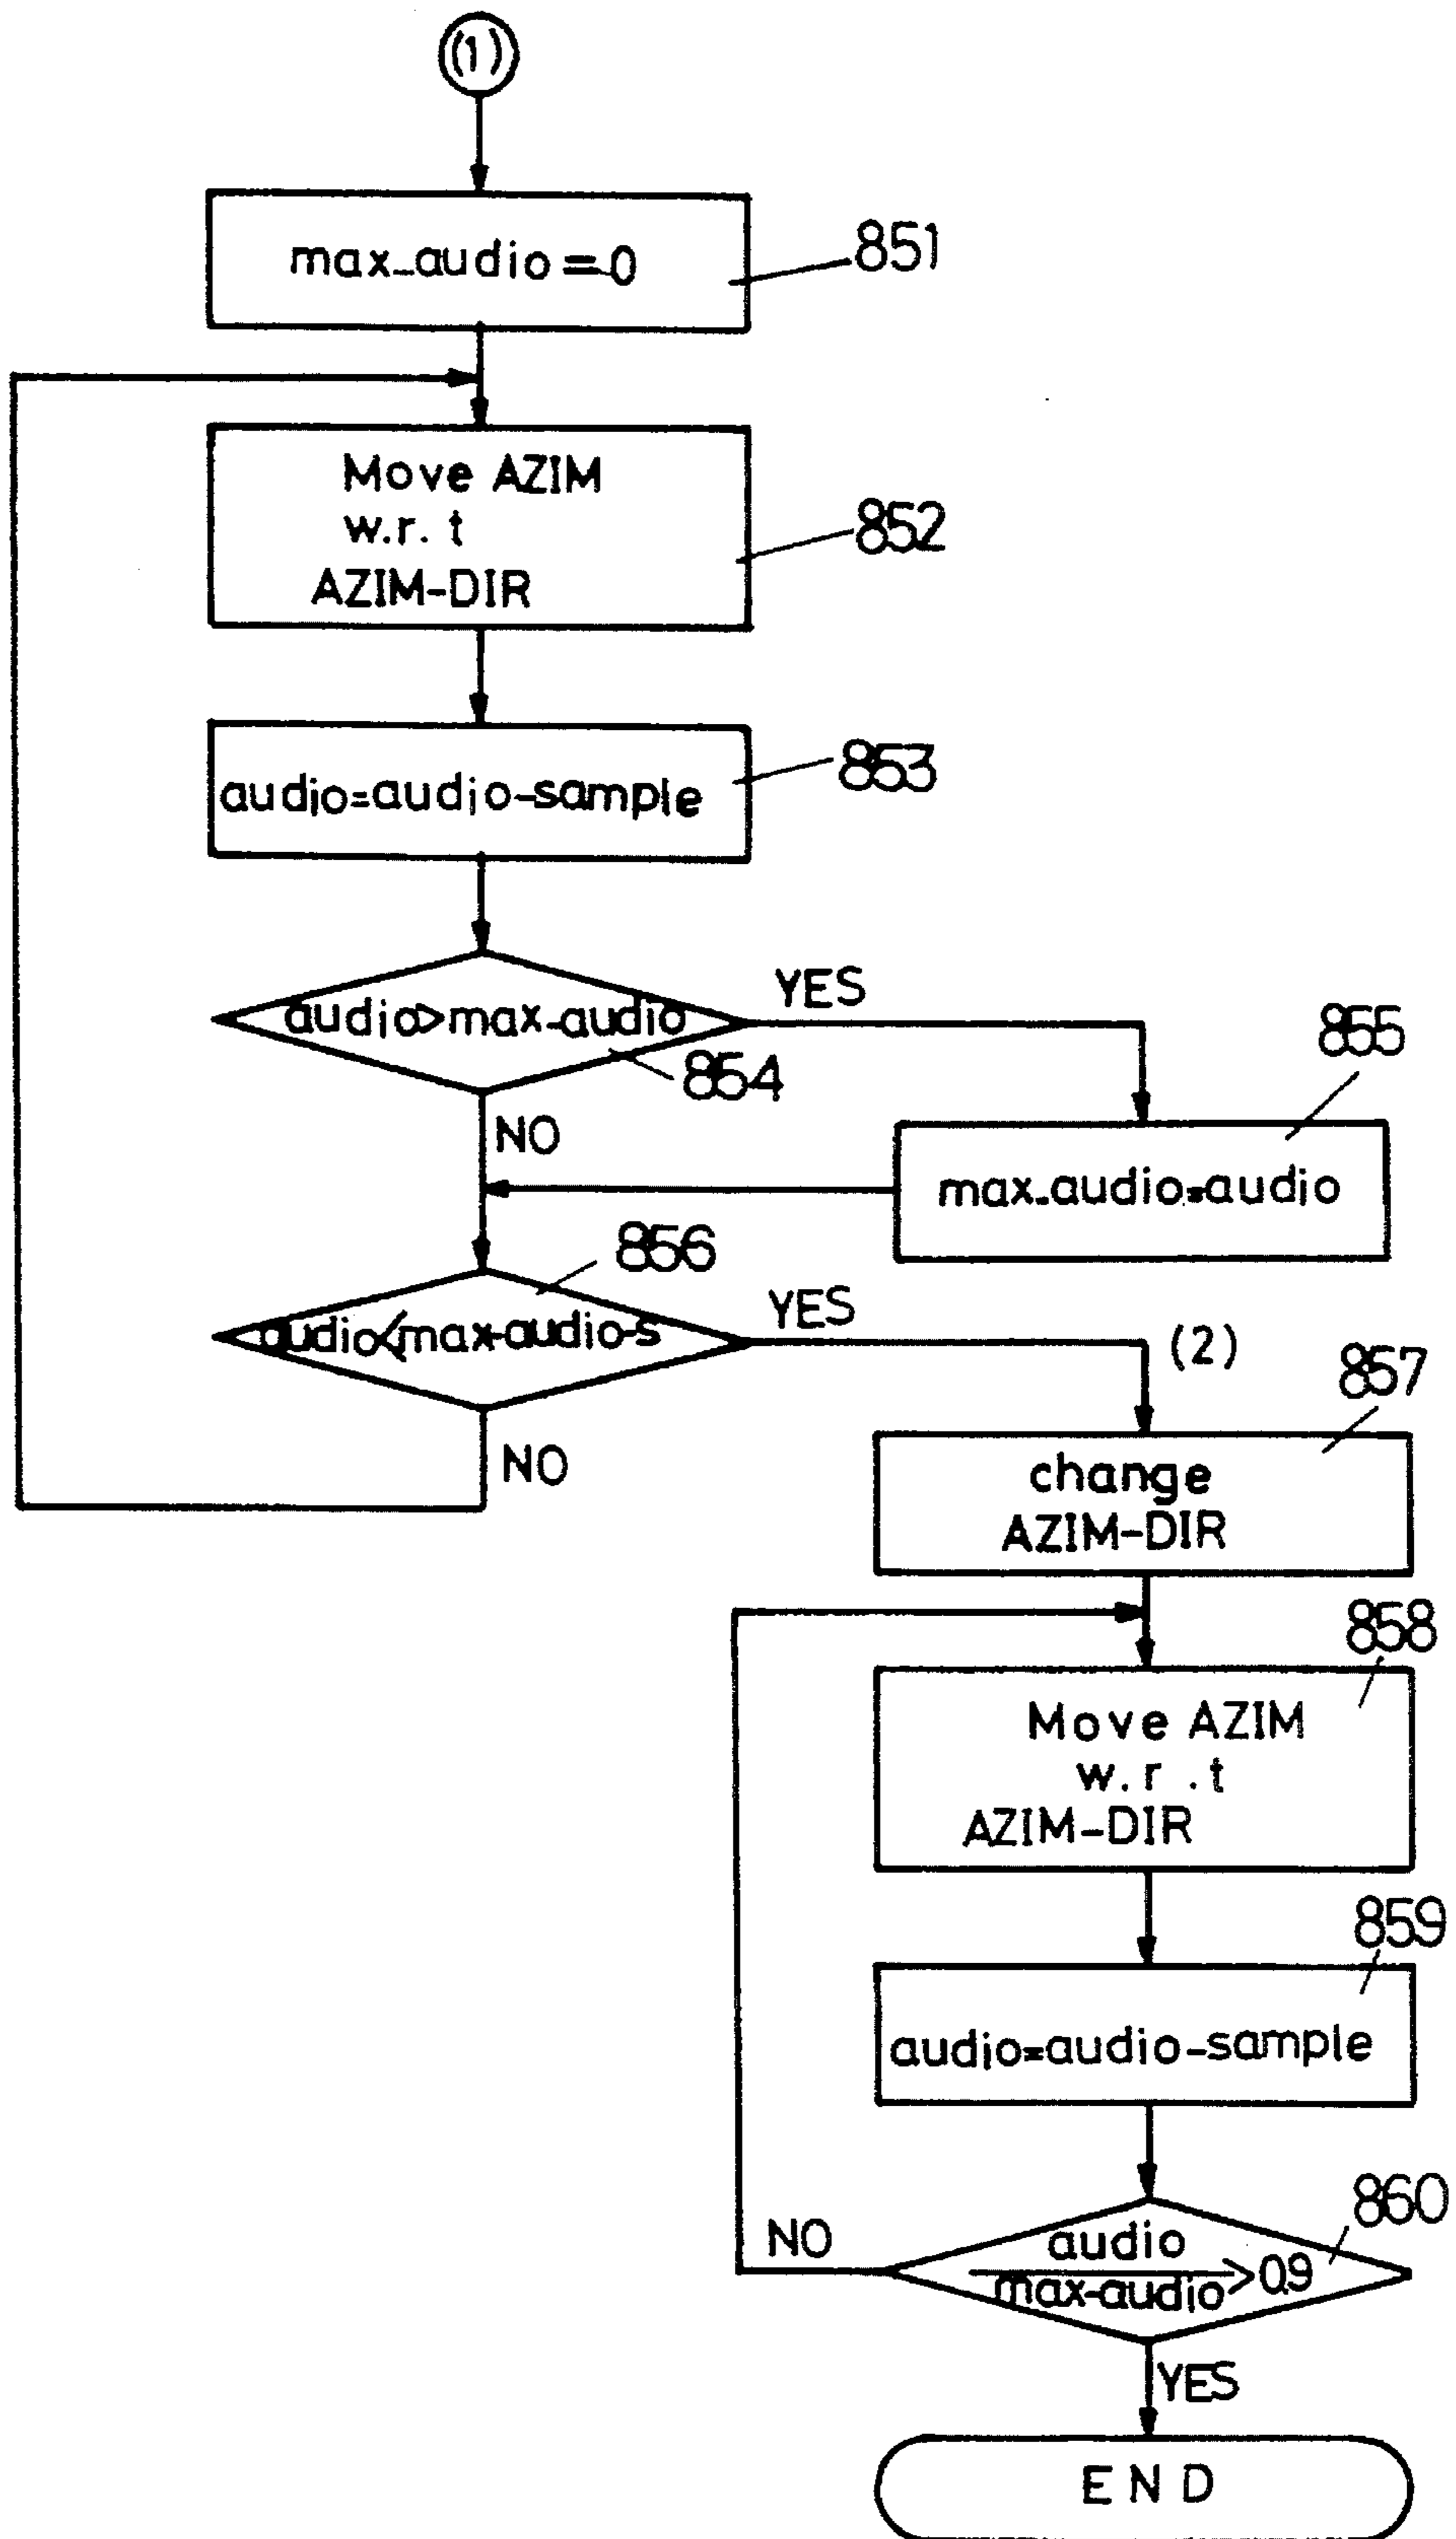 (1)
max_audio=0
851
Move AZIM
w.r. t
AZIM-DIR
852
audio=audio-sample
853
audio>max-audio
YES
854
NO
855
max-audio=audio
856
audio<max-audio-s
YES
(2)
NO
857
change
AZIM-DIR
858
Move AZIM
w. r .t
AZIM-DIR
859
audio=audio-sample
860
NO
audio
max-audio >0.9
YES
END